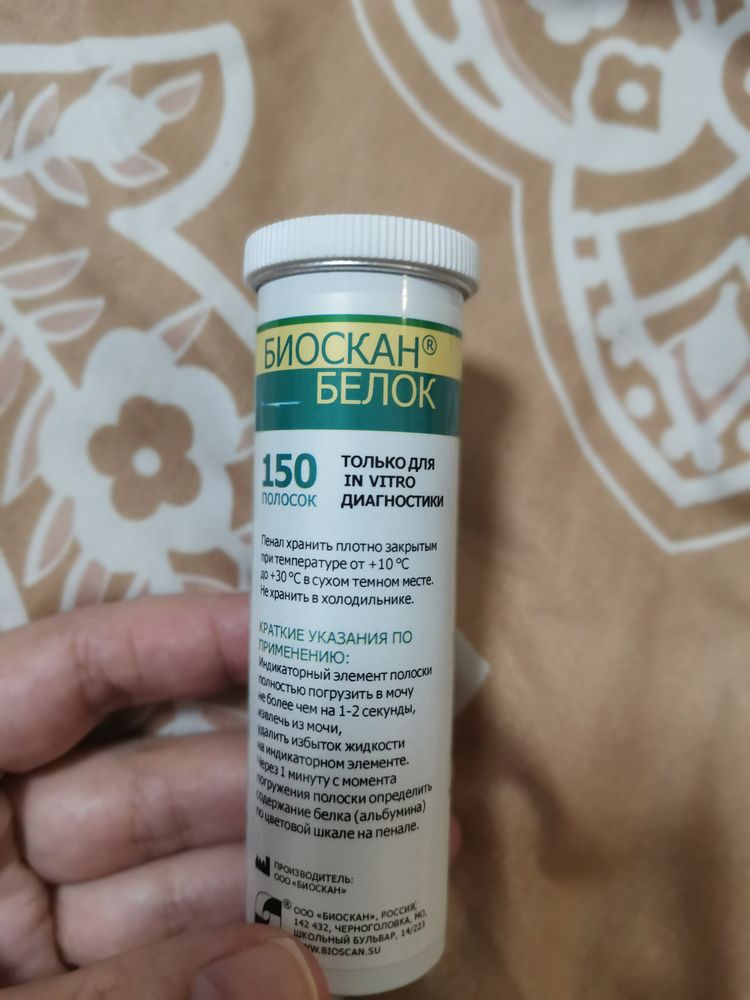 БИОСКАН®
БЕЛОК
150
ПОЛОСОК
ТОЛЬКО ДЛЯ
IN VITRO
ДИАГНОСТИКИ
Пенал хранить плотно закрытым
при температуре от +10 °C
до +30 °C в сухом темном месте.
Не хранить в холодильнике.
КРАТКИЕ УКАЗАНИЯ ПО
ПРИМЕНЕНИЮ:
Индикаторный элемент полоски
полностью погрузить в мочу
не более чем на 1-2 секунды,
извлечь из мочи,
удалить избыток жидкости
на индикаторном элементе.
Через 1 минуту с момента
погружения полоски определить
содержание белка (альбумина)
по цветовой шкале на пенале.
ПРОИЗВОДИТЕЛЬ:
ООО «БИОСКАН»
® ООО «БИОСКАН», РОССИЯ,
142 432, ЧЕРНОГОЛОВКА, МО,
ШКОЛЬНЫЙ БУЛЬВАР, 14/223
WWW.BIOSCAN.SU